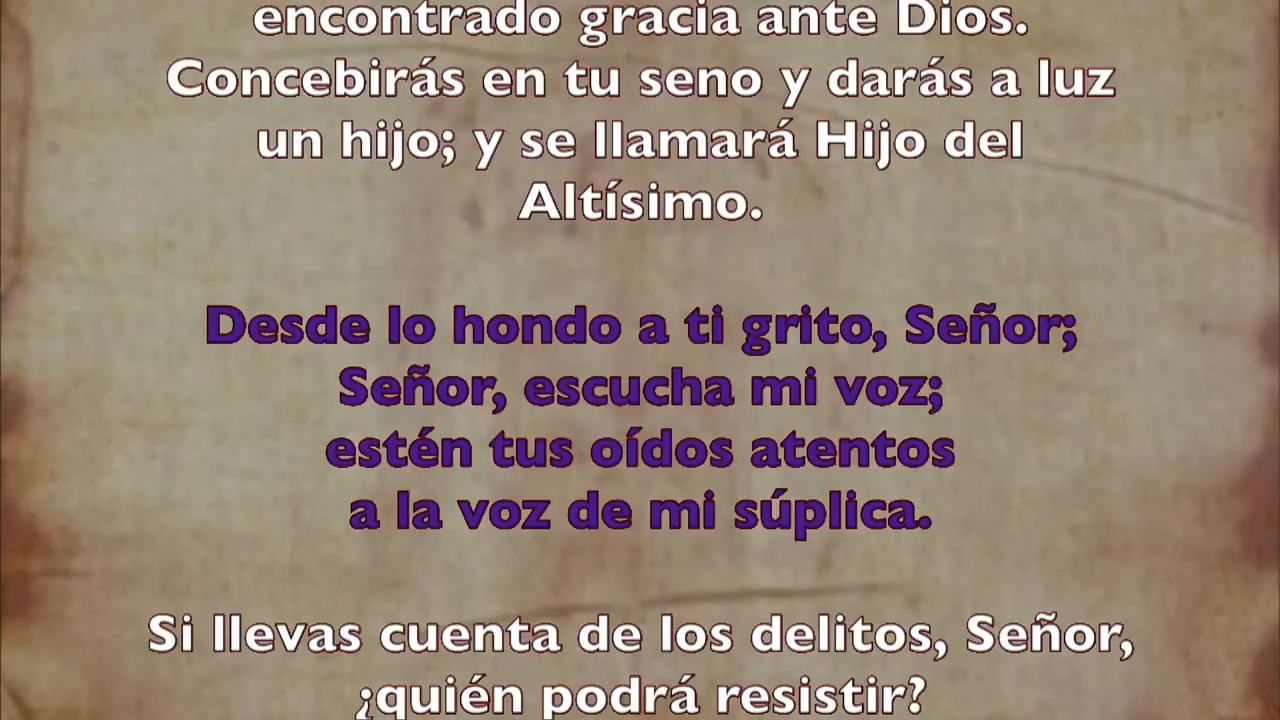 encontrado gracia ante Dios.
Concebirás en tu seno y darás a luz
un hijo; y se llamará Hijo del
Altísimo.
Desde lo hondo a ti grito, Señor;
Señor, escucha mi voz;
estén tus oídos atentos
a la voz de mi súplica.
Si llevas cuenta de los delitos, Señor,
¿quién podrá resistir?